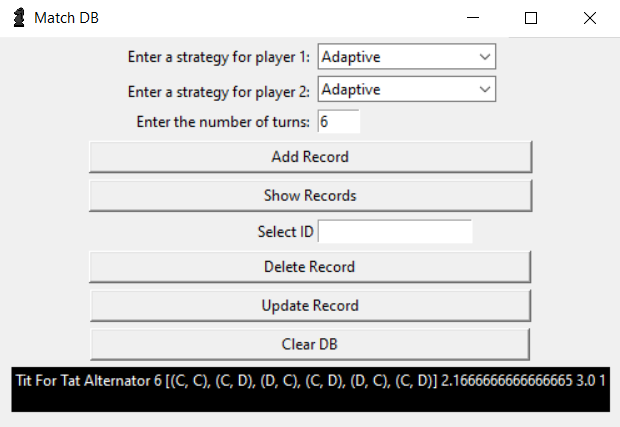 Match DB
Enter a strategy for player 1: Adaptive
Enter a strategy for player 2: Adaptive
Enter the number of turns: 6
Add Record
Show Records
Select ID
Delete Record
Update Record
Clear DB
Tit For Tat Alternator 6 [(C, C), (C, D), (D, C), (C, D), (D, C), (C, D)] 2.1666666666666665 3.0 1